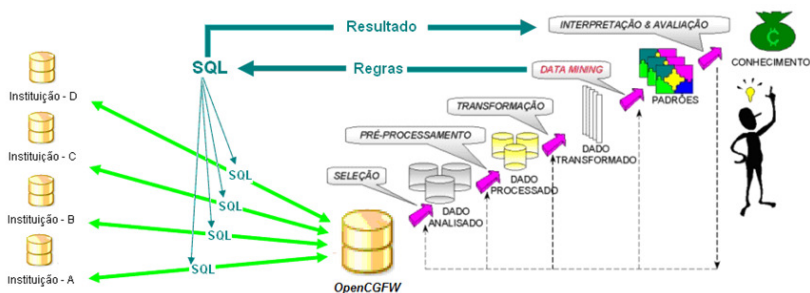 Resultado
SQL
Regras
INTERPRETAÇÃO & AVALIAÇÃO
CONHECIMENTO
DATA MINING
PADRÕES
TRANSFORMAÇÃO
DADO
TRANSFORMADO
PRÉ-PROCESSAMENTO
DADO
PROCESSADO
SELEÇÃO
DADO
ANALISADO
Instituição - D
Instituição - C
Instituição - B
Instituição - A
SQL
SQL
SQL
SQL
OpenCGFW